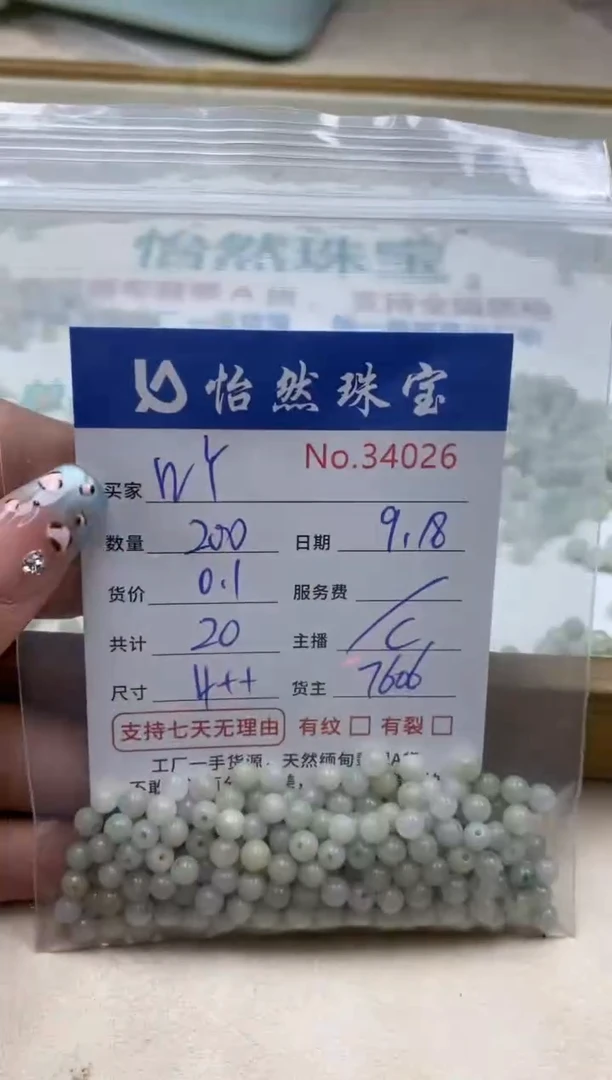 怡然珠宝
怡然珠宝
No.34026
买家 WY
数量 200 日期 9.18
货价 0.1 服务费 /
共计 20 主播 C
尺寸 4++ 货主 7606
支持七天无理由 有纹 □ 有裂 □
工厂一手货源，天然缅甸
不敢